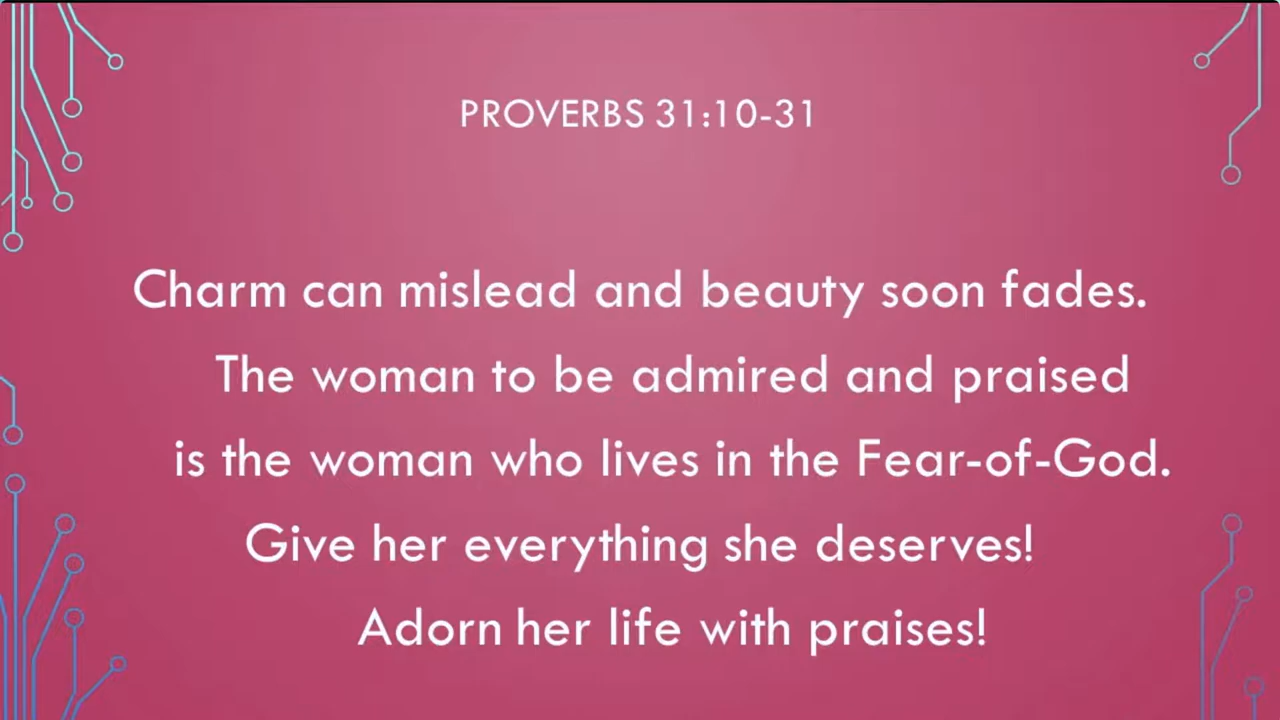 PROVERBS 31:10-31
Charm can mislead and beauty soon fades.
The woman to be admired and praised
is the woman who lives in the Fear-of-God.
Give her everything she deserves!
Adorn her life with praises!